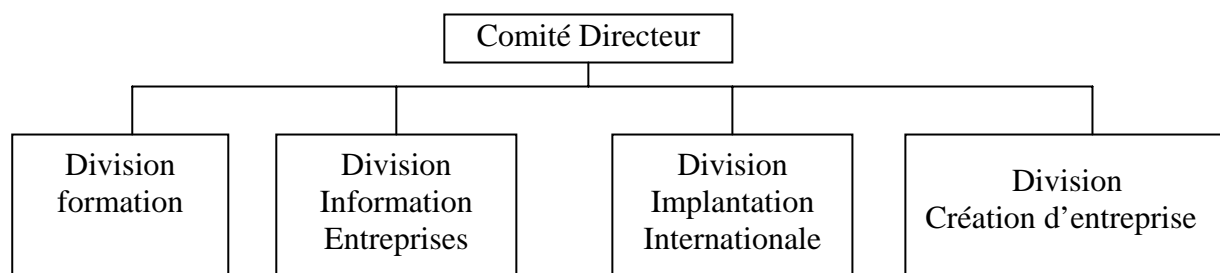 Comité Directeur
Division
formation
Division
Information
Entreprises
Division
Implantation
Internationale
Division
Création d’entreprise